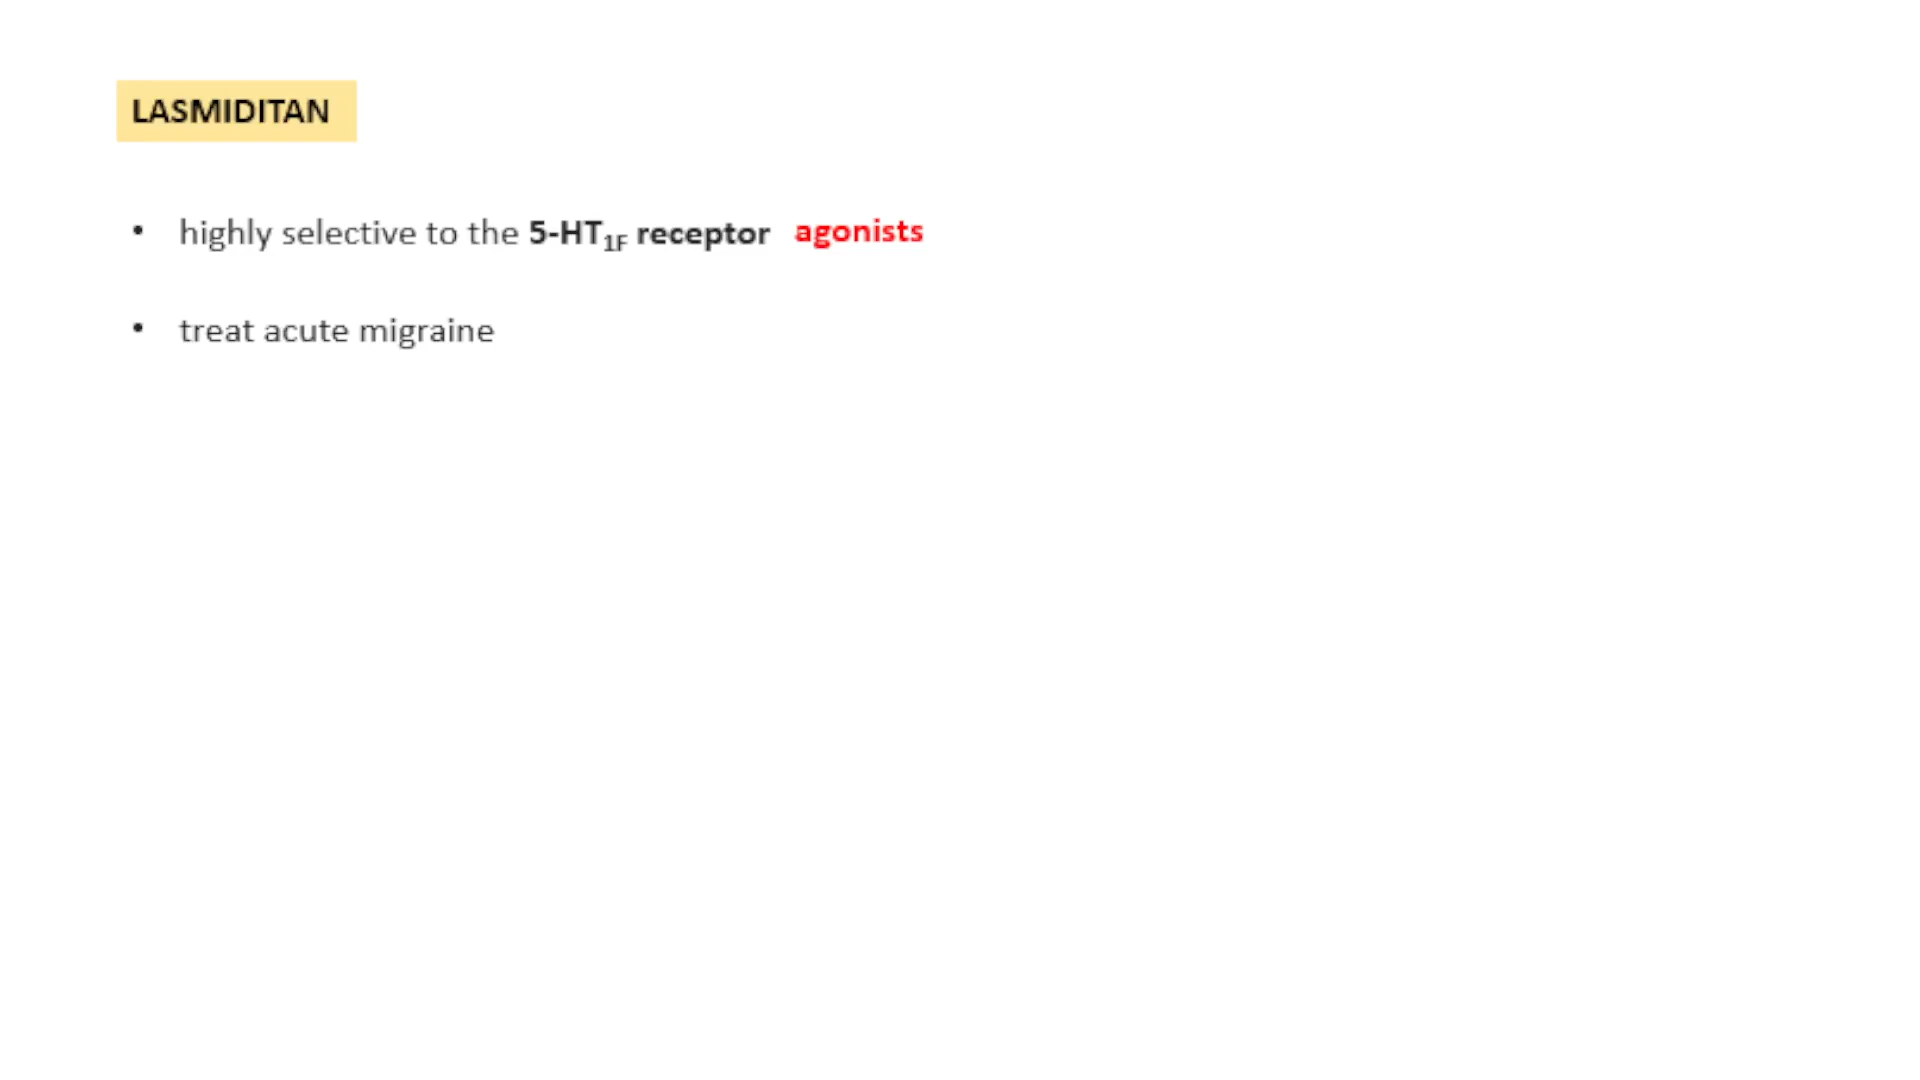 LASMIDITAN
• highly selective to the 5-HT1F receptor agonists
• treat acute migraine